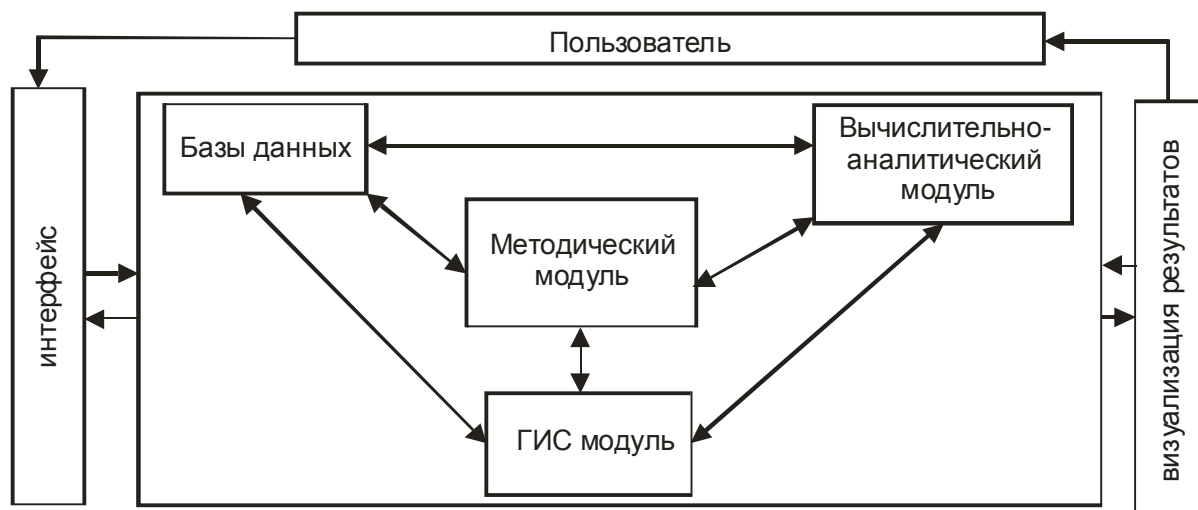 Пользователь
интерфейс
Базы данных
Вычислительно-
аналитический
модуль
Методический
модуль
ГИС модуль
визуализация результатов